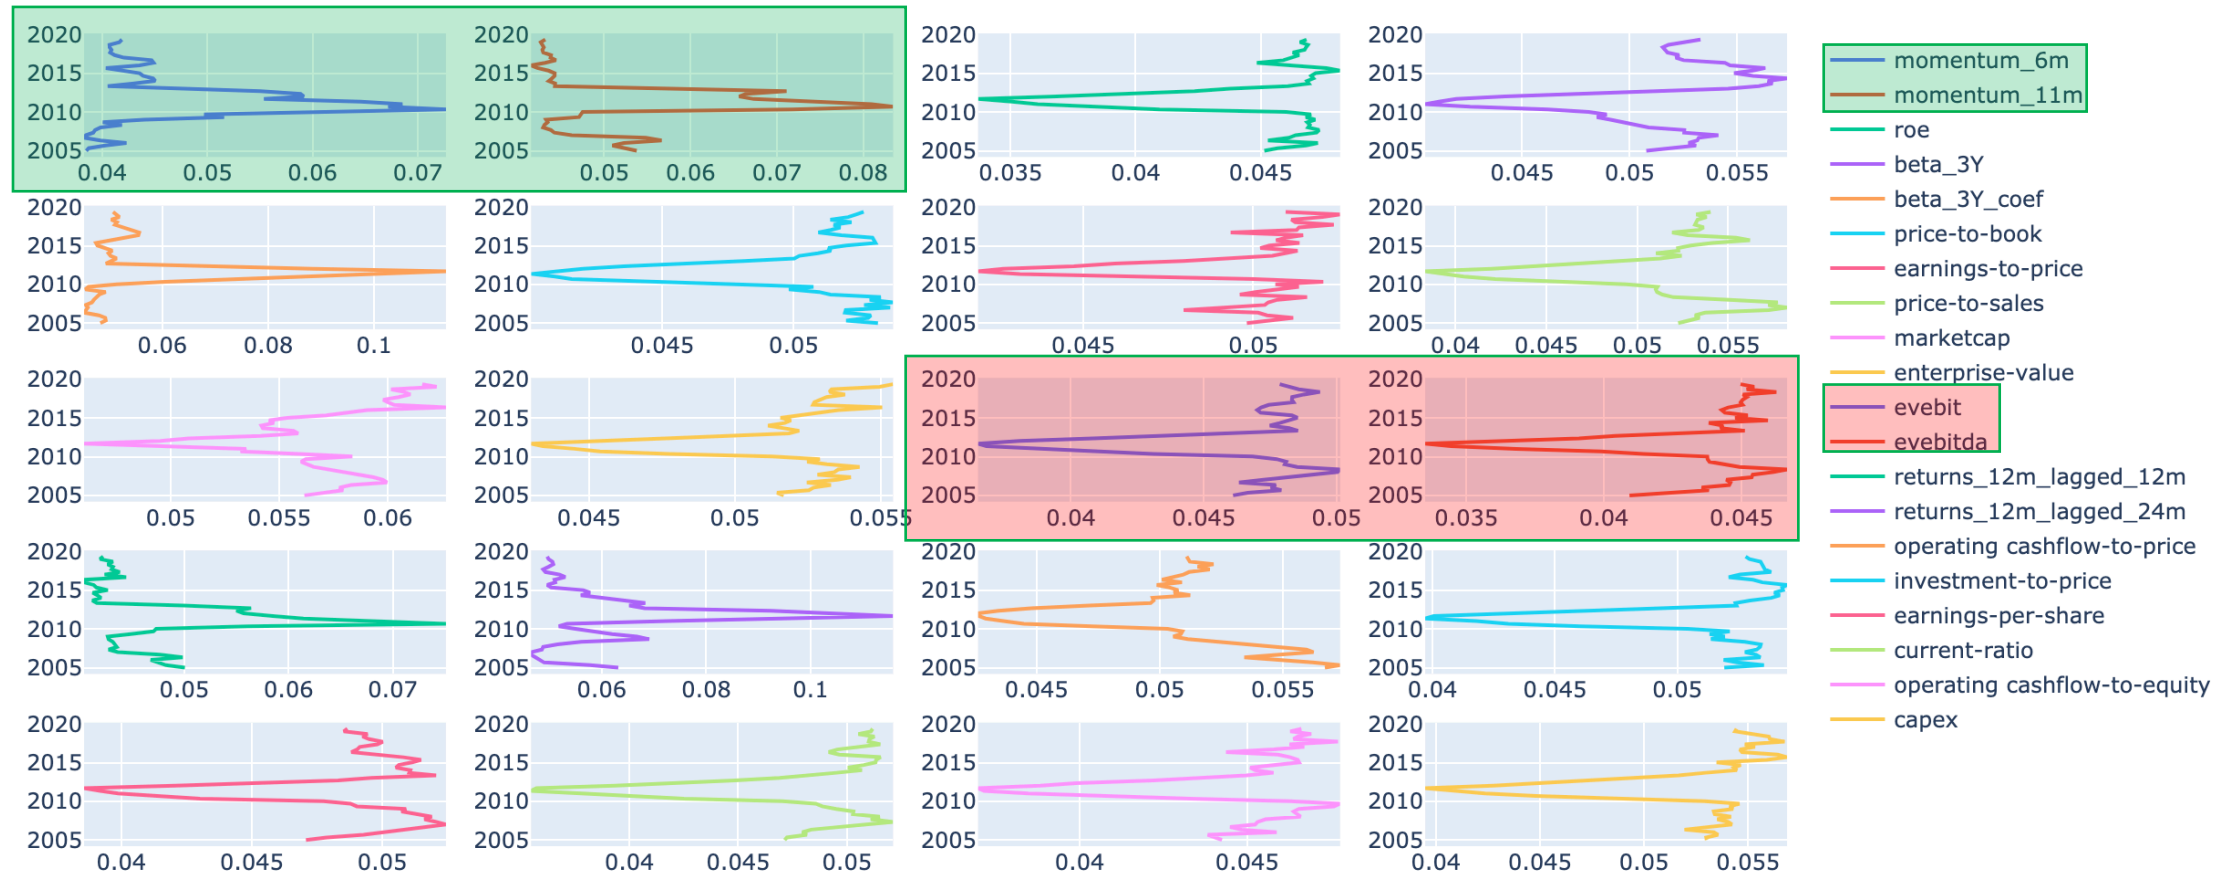 2020
2015
2010
2005
0.04 0.05 0.06 0.07
2020
2015
2010
2005
0.05 0.06 0.07 0.08
2020
2015
2010
2005
0.035 0.04 0.045
2020
2015
2010
2005
0.045 0.05 0.055
2020
2015
2010
2005
0.06 0.08 0.1
2020
2015
2010
2005
0.045 0.05
2020
2015
2010
2005
0.045 0.05
2020
2015
2010
2005
0.04 0.045 0.05 0.055
2020
2015
2010
2005
0.05 0.055 0.06
2020
2015
2010
2005
0.045 0.05 0.055
2020
2015
2010
2005
0.04 0.045 0.05
2020
2015
2010
2005
0.035 0.04 0.045
2020
2015
2010
2005
0.05 0.06 0.07
2020
2015
2010
2005
0.06 0.08 0.1
2020
2015
2010
2005
0.045 0.05 0.055
2020
2015
2010
2005
0.04 0.045 0.05
2020
2015
2010
2005
0.04 0.045 0.05
2020
2015
2010
2005
0.04 0.045 0.05
2020
2015
2010
2005
0.04 0.045
2020
2015
2010
2005
0.04 0.045 0.05 0.055
momentum_6m
momentum_11m
roe
beta_3Y
beta_3Y_coef
price-to-book
earnings-to-price
price-to-sales
marketcap
enterprise-value
evebit
evebitda
returns_12m_lagged_12m
returns_12m_lagged_24m
operating cashflow-to-price
investment-to-price
earnings-per-share
current-ratio
operating cashflow-to-equity
capex